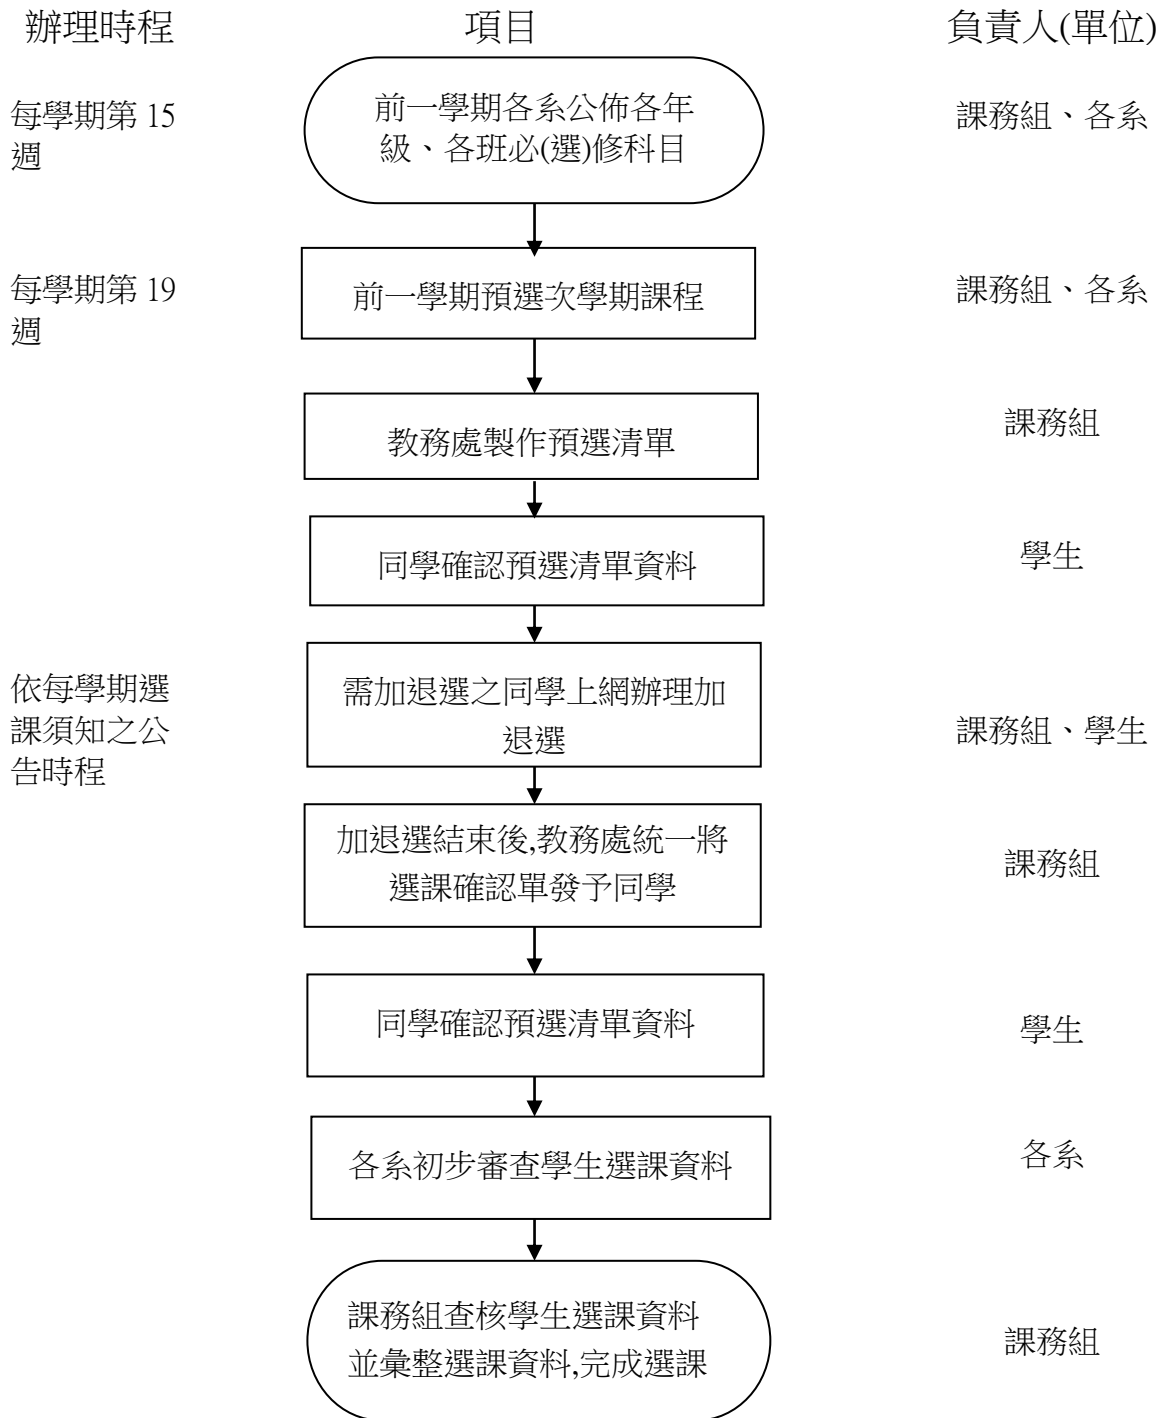 辦理時程
項目
負責人(單位)
每學期第 15
週
前一學期各系公佈各年
級、各班必(選)修科目
課務組、各系
每學期第 19
週
前一學期預選次學期課程
課務組、各系
教務處製作預選清單
課務組
同學確認預選清單資料
學生
依每學期選
課須知之公
告時程
需加退選之同學上網辦理加
退選
課務組、學生
加退選結束後,教務處統一將
選課確認單發予同學
課務組
同學確認預選清單資料
學生
各系初步審查學生選課資料
各系
課務組查核學生選課資料
並彙整選課資料,完成選課
課務組